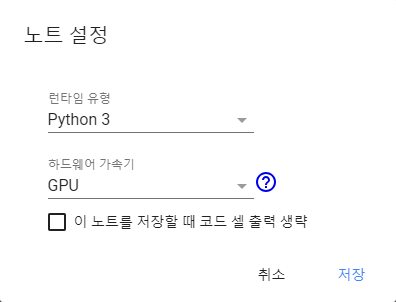 노트 설정
런타임 유형
Python 3
하드웨어 가속기
GPU
이 노트를 저장할 때 코드 셀 출력 생략
취소 저장